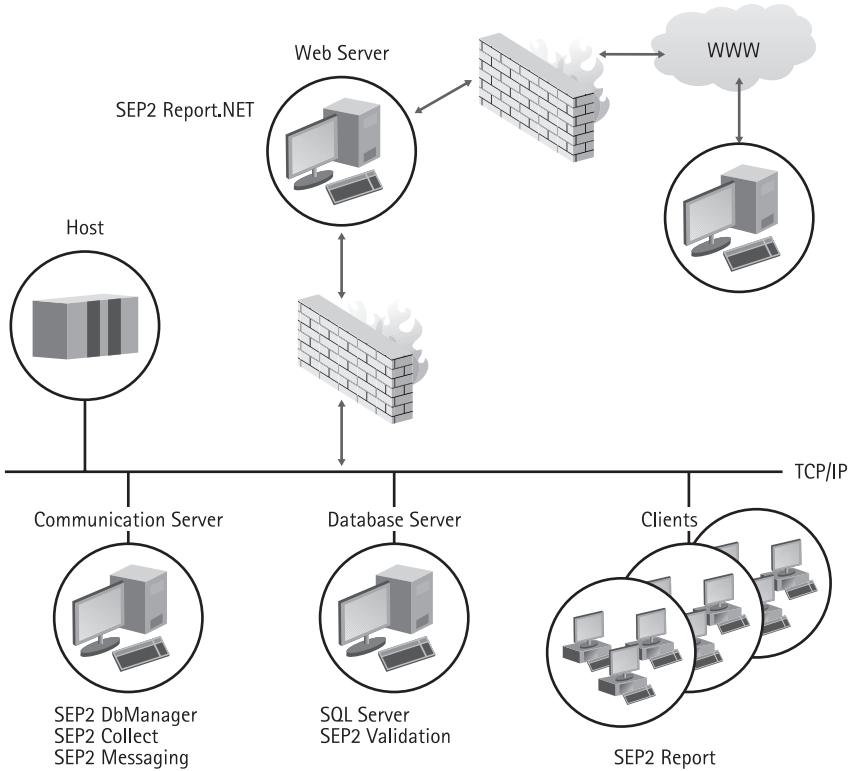 Web Server
WWW
SEP2 Report.NET
Host
TCP/IP
Communication Server
Database Server
Clients
SEP2 DbManager
SEP2 Collect
SEP2 Messaging
SQL Server
SEP2 Validation
SEP2 Report